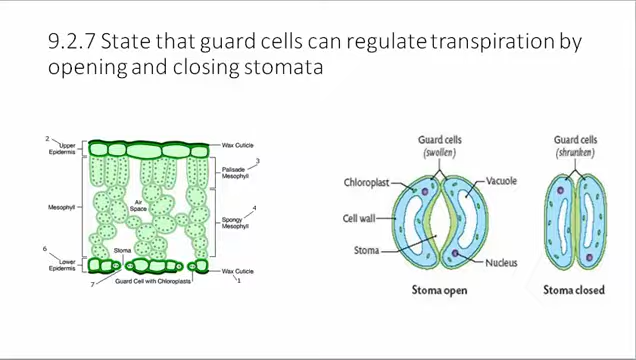 9.2.7 State that guard cells can regulate transpiration by
opening and closing stomata
2
Upper
Epidermis
Wax Cuticle
3
Palisade
Mesophyll
Mesophyll
Air
Space
4
Spongy
Mesophyll
6
Stoma
Lower
Epidermis
Wax Cuticle
7
Guard Cell with Chloroplasts
1
Guard cells
(swollen)
Chloroplast
Vacuole
Cell wall
Stoma
Nucleus
Stoma open
Guard cells
(shrunken)
Stoma closed